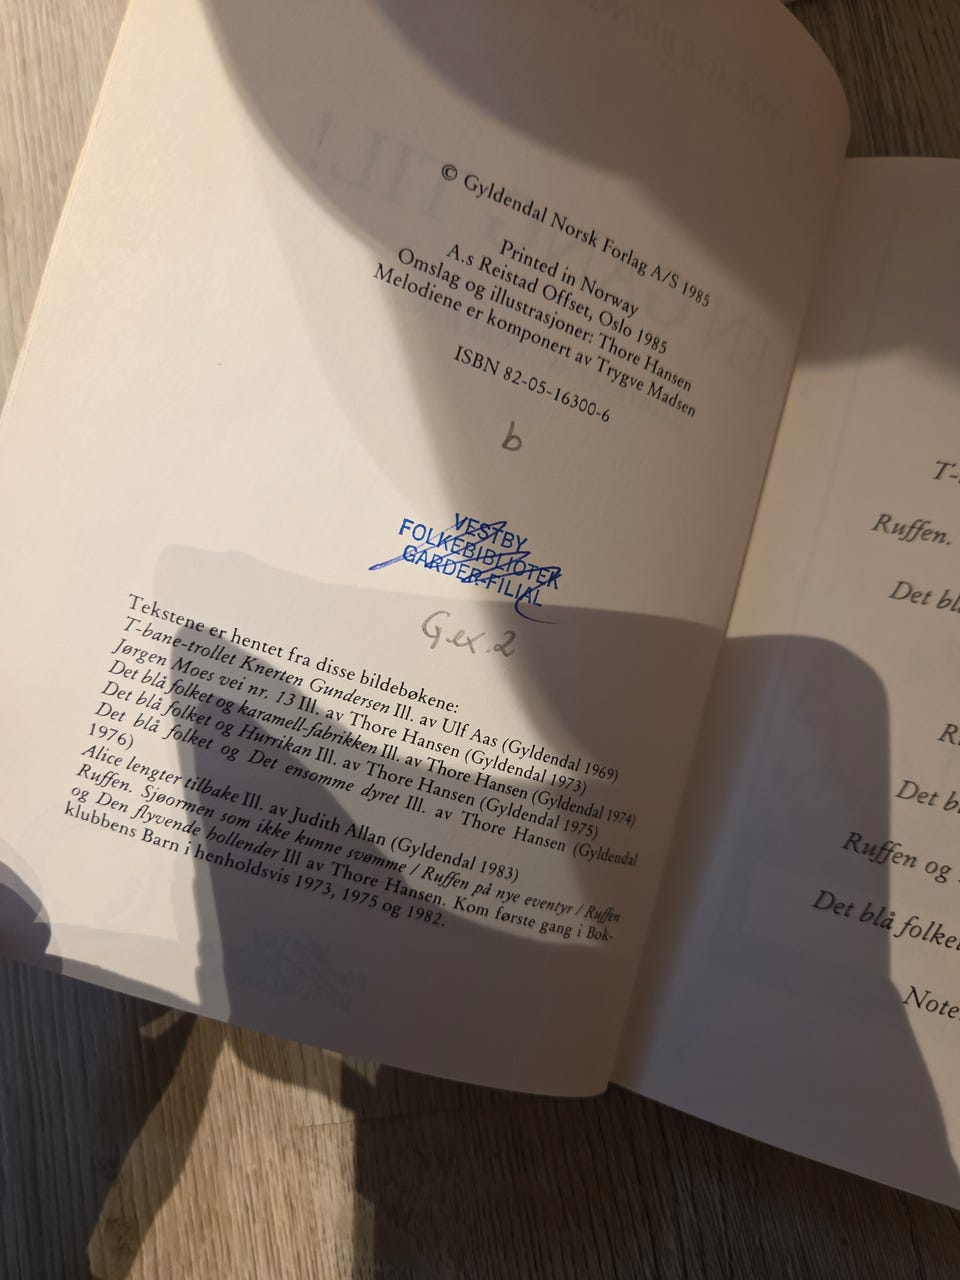 © Gyldendal Norsk Forlag A/S 1985
Printed in Norway
A.s Reistad Offset, Oslo 1985
Omslag og illustrasjoner: Thore Hansen
Melodiene er komponert av Trygve Madsen
ISBN 82-05-16300-6
b
VESTBY
FOLKEBIBLIOTEK
GARDER-FILIAL
G ex. 2
Tekstene er hentet fra disse bildebøkene:
T-bane-trollet Knerten Gundersen Ill. av Ulf Aas (Gyldendal 1969)
Jørgen Moes vei nr. 13 Ill. av Thore Hansen (Gyldendal 1973)
Det blå folket og karamell-fabrikken Ill. av Thore Hansen (Gyldendal 1974)
Det blå folket og Hurrikan Ill. av Thore Hansen (Gyldendal 1975)
Det blå folket og Det ensomme dyret Ill. av Thore Hansen (Gyldendal
1976)
Alice lengter tilbake Ill. av Judith Allan (Gyldendal 1983)
Ruffen. Sjøormen som ikke kunne svømme / Ruffen på nye eventyr / Ruffen
og Den flyvende hollender Ill av Thore Hansen. Kom første gang i Bok-
klubbens Barn i henholdsvis 1973, 1975 og 1982.
T-
Ruffen.
Det bl
R
Det b
Ruffen og
Det blå folke
Note